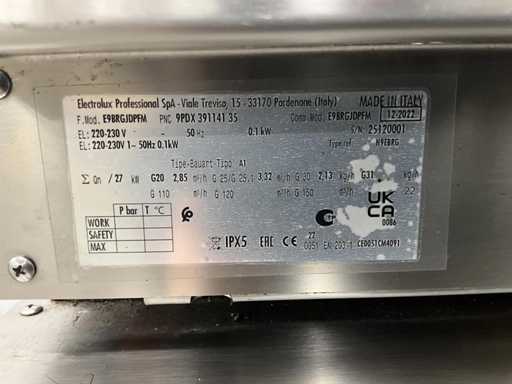 Electrolux Professional SpA - Viale Treviso, 15 - 33170 Pordenone (Italy) MADE IN ITALY
F.Mod. E9BRGJDPFM PNC 9PDX 391141 35 Com.Mod. E9BRGJDPFM 12-2022
EL: 220-230 V - 50 Hz 0.1 kW S/N: 25120001
EL: 220-230V 1~ 50Hz 0.1kW Type ref. N9EBRG
Tipe-Bauart-Tipo A1
Σ Qn / 27 kW G20 2,85 m³/h G 25/G 25.1 3,32 m³/h G 30 2,13 kg/h G31 kg/h
G 110 m³/h G 120 m³/h G 150 m³/h
P bar T °C
WORK
SAFETY
MAX
UK CA 0086
IPX5 EAC CE 22
0051 EN 203-1 CE0051CM4091